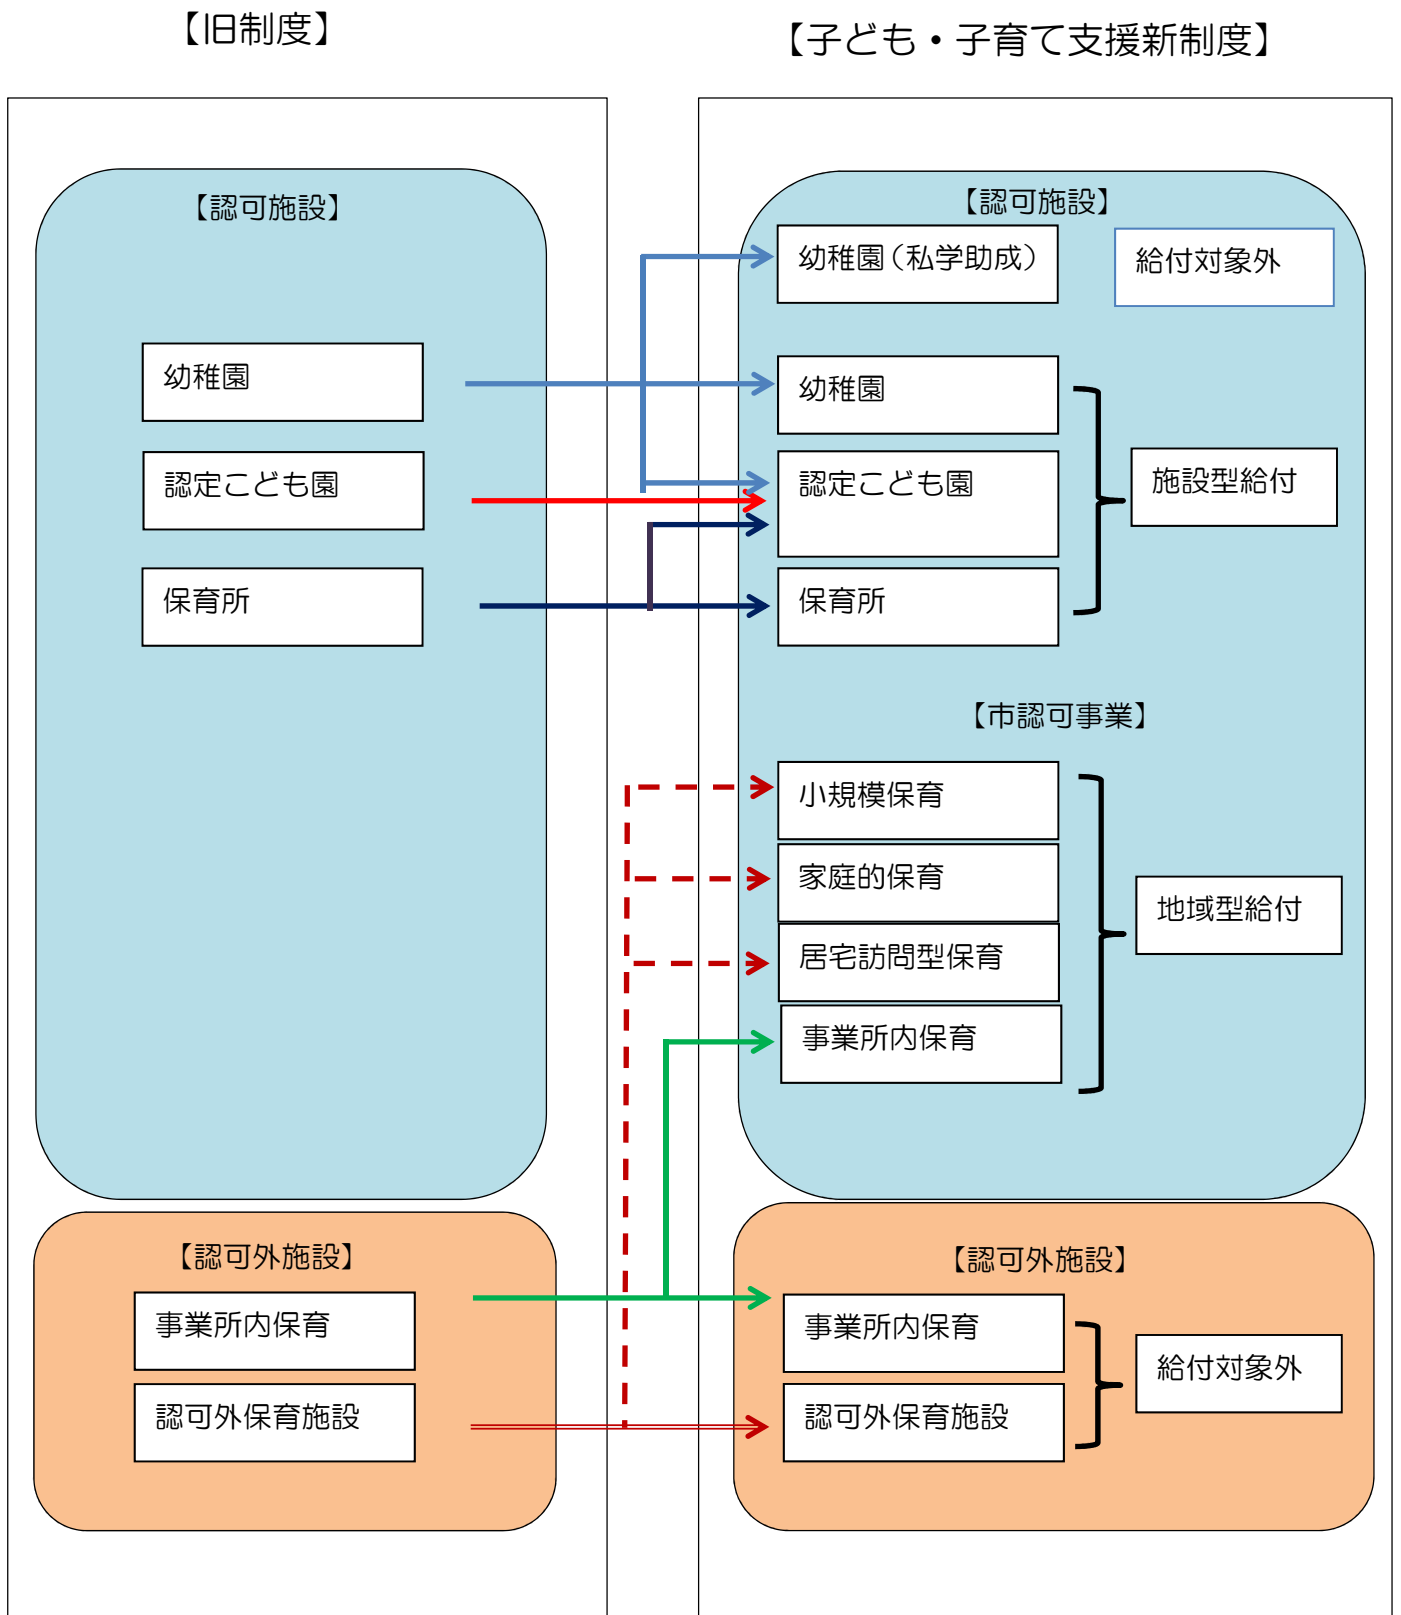 【旧制度】
【子ども・子育て支援新制度】
【認可施設】
幼稚園
認定こども園
保育所
【認可外施設】
事業所内保育
認可外保育施設
【認可施設】
幼稚園（私学助成）
給付対象外
幼稚園
認定こども園
保育所
施設型給付
【市認可事業】
小規模保育
家庭的保育
居宅訪問型保育
事業所内保育
地域型給付
【認可外施設】
事業所内保育
認可外保育施設
給付対象外